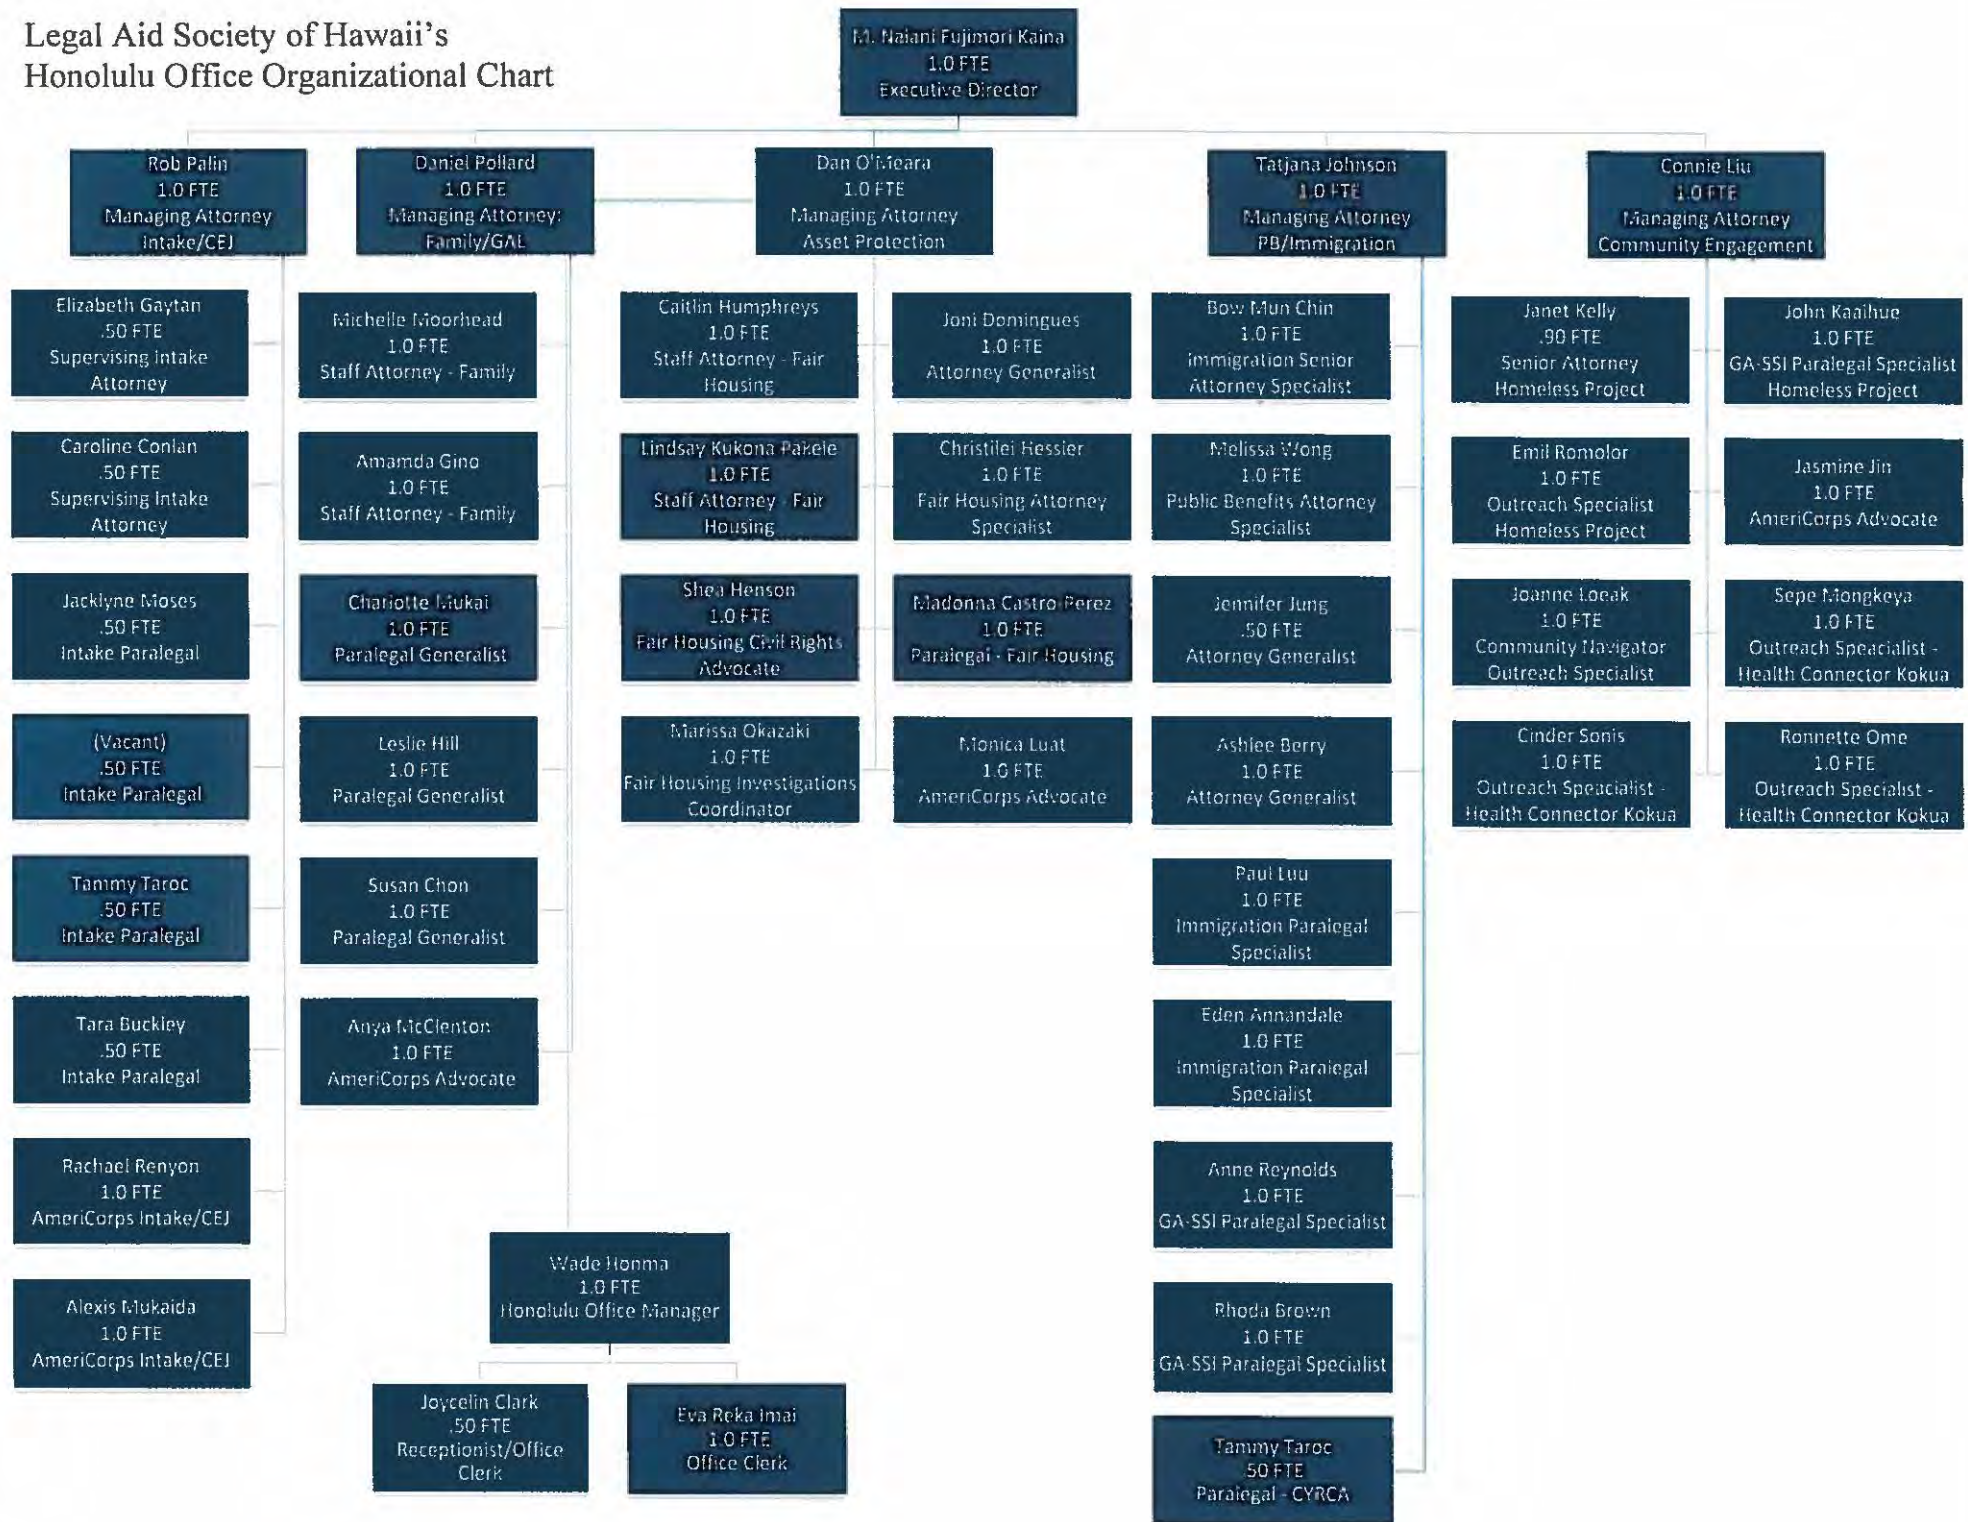 Legal Aid Society of Hawaii's
Honolulu Office Organizational Chart
M. Nalani Fujimori Kaina
1.0 FTE
Executive Director
Rob Palin
1.0 FTE
Managing Attorney
Intake/CEJ
Daniel Pollard
1.0 FTE
Managing Attorney:
Family/GAL
Dan O'Meara
1.0 FTE
Managing Attorney
Asset Protection
Tatjana Johnson
1.0 FTE
Managing Attorney
PB/Immigration
Connie Liu
1.0 FTE
Managing Attorney
Community Engagement
Elizabeth Gaytan
.50 FTE
Supervising Intake
Attorney
Caroline Conlan
.50 FTE
Supervising Intake
Attorney
Jacklyne Moses
.50 FTE
Intake Paralegal
(Vacant)
.50 FTE
Intake Paralegal
Tammy Taroc
.50 FTE
Intake Paralegal
Tara Buckley
.50 FTE
Intake Paralegal
Rachael Renyon
1.0 FTE
AmeriCorps Intake/CEJ
Alexis Mukaida
1.0 FTE
AmeriCorps Intake/CEJ
Michelle Moorhead
1.0 FTE
Staff Attorney - Family
Amamda Gino
1.0 FTE
Staff Attorney - Family
Charlotte Mukai
1.0 FTE
Paralegal Generalist
Leslie Hill
1.0 FTE
Paralegal Generalist
Susan Chon
1.0 FTE
Paralegal Generalist
Anya McClenton
1.0 FTE
AmeriCorps Advocate
Wade Honma
1.0 FTE
Honolulu Office Manager
Joycelin Clark
.50 FTE
Receptionist/Office
Clerk
Eva Reka Imai
1.0 FTE
Office Clerk
Caitlin Humphreys
1.0 FTE
Staff Attorney - Fair
Housing
Joni Domingues
1.0 FTE
Attorney Generalist
Lindsay Kukona Pakele
1.0 FTE
Staff Attorney - Fair
Housing
Christilei Hessler
1.0 FTE
Fair Housing Attorney
Specialist
Shea Henson
1.0 FTE
Fair Housing Civil Rights
Advocate
Madonna Castro-Perez
1.0 FTE
Paralegal - Fair Housing
Marissa Okazaki
1.0 FTE
Fair Housing Investigations
Coordinator
Monica Luat
1.0 FTE
AmeriCorps Advocate
Bow Mun Chin
1.0 FTE
Immigration Senior
Attorney Specialist
Melissa Wong
1.0 FTE
Public Benefits Attorney
Specialist
Jennifer Jung
.50 FTE
Attorney Generalist
Ashlee Berry
1.0 FTE
Attorney Generalist
Paul Luu
1.0 FTE
Immigration Paralegal
Specialist
Eden Annandale
1.0 FTE
Immigration Paralegal
Specialist
Anne Reynolds
1.0 FTE
GA-SSI Paralegal Specialist
Rhoda Brown
1.0 FTE
GA-SSI Paralegal Specialist
Tammy Taroc
.50 FTE
Paralegal - CYRCA
Janet Kelly
.90 FTE
Senior Attorney
Homeless Project
John Kaaihue
1.0 FTE
GA-SSI Paralegal Specialist
Homeless Project
Emil Romolor
1.0 FTE
Outreach Specialist
Homeless Project
Jasmine Jin
1.0 FTE
AmeriCorps Advocate
Joanne Loeak
1.0 FTE
Community Navigator
Outreach Specialist
Sepe Mongkeya
1.0 FTE
Outreach Speacialist -
Health Connector Kokua
Cinder Sonis
1.0 FTE
Outreach Speacialist -
Health Connector Kokua
Ronnette Ome
1.0 FTE
Outreach Specialist -
Health Connector Kokua